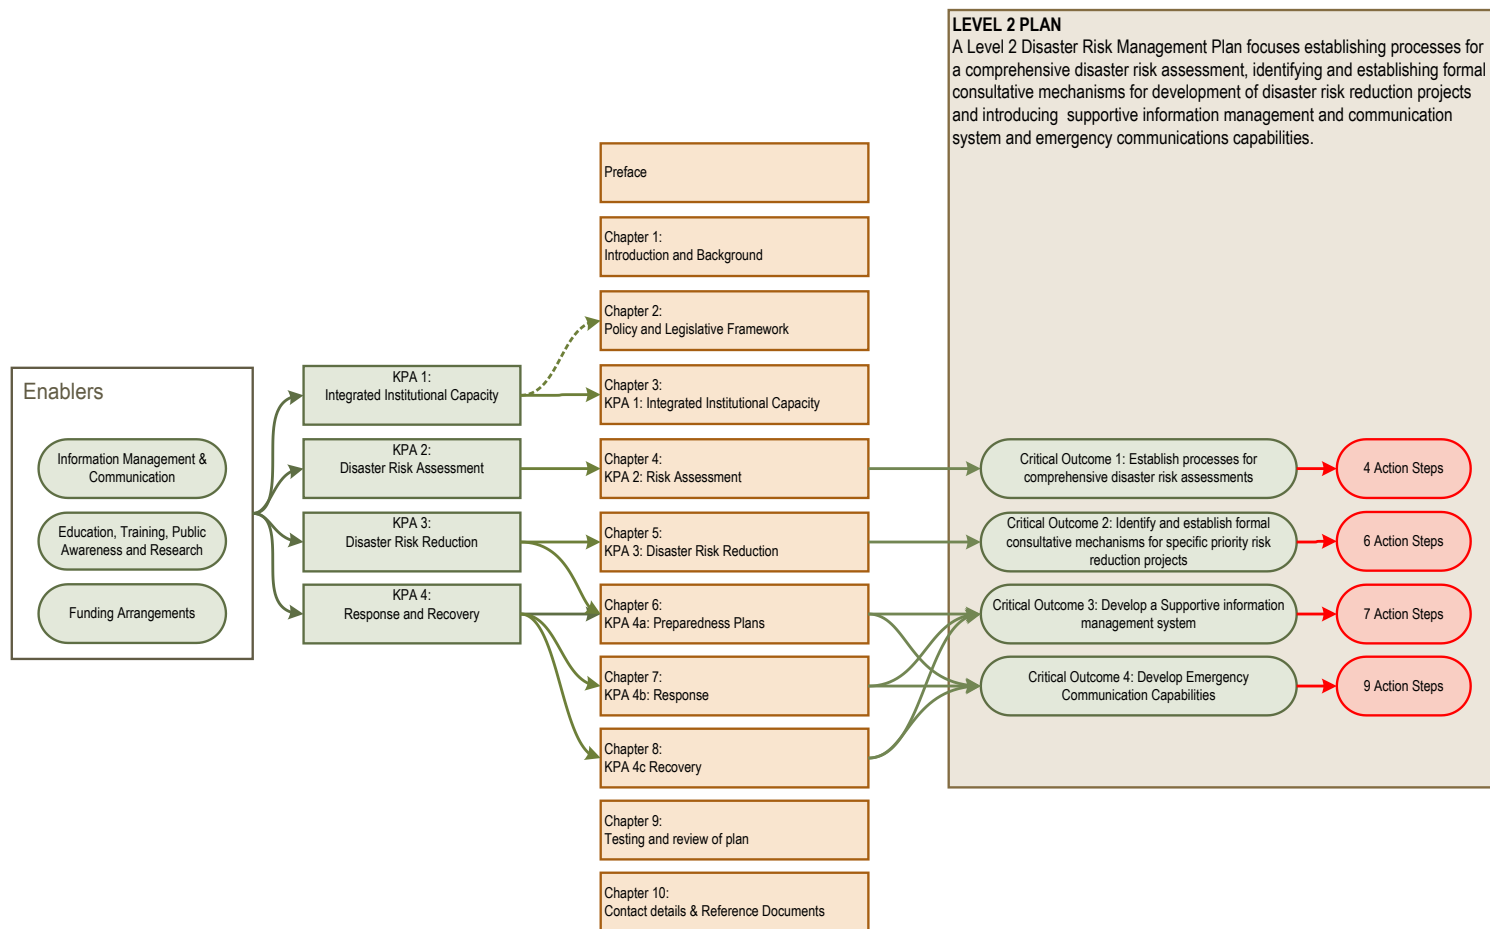 LEVEL 2 PLAN
A Level 2 Disaster Risk Management Plan focuses establishing processes for
a comprehensive disaster risk assessment, identifying and establishing formal
consultative mechanisms for development of disaster risk reduction projects
and introducing  supportive information management and communication
system and emergency communications capabilities.
Enablers
Information Management &
Communication
Education, Training, Public
Awareness and Research
Funding Arrangements
KPA 1:
Integrated Institutional Capacity
KPA 2:
Disaster Risk Assessment
KPA 3:
Disaster Risk Reduction
KPA 4:
Response and Recovery
Preface
Chapter 1:
Introduction and Background
Chapter 2:
Policy and Legislative Framework
Chapter 3:
KPA 1: Integrated Institutional Capacity
Chapter 4:
KPA 2: Risk Assessment
Chapter 5:
KPA 3: Disaster Risk Reduction
Chapter 6:
KPA 4a: Preparedness Plans
Chapter 7:
KPA 4b: Response
Chapter 8:
KPA 4c Recovery
Chapter 9:
Testing and review of plan
Chapter 10:
Contact details & Reference Documents
Critical Outcome 1: Establish processes for
comprehensive disaster risk assessments
4 Action Steps
Critical Outcome 2: Identify and establish formal
consultative mechanisms for specific priority risk
reduction projects
6 Action Steps
Critical Outcome 3: Develop a Supportive information
management system
7 Action Steps
Critical Outcome 4: Develop Emergency
Communication Capabilities
9 Action Steps